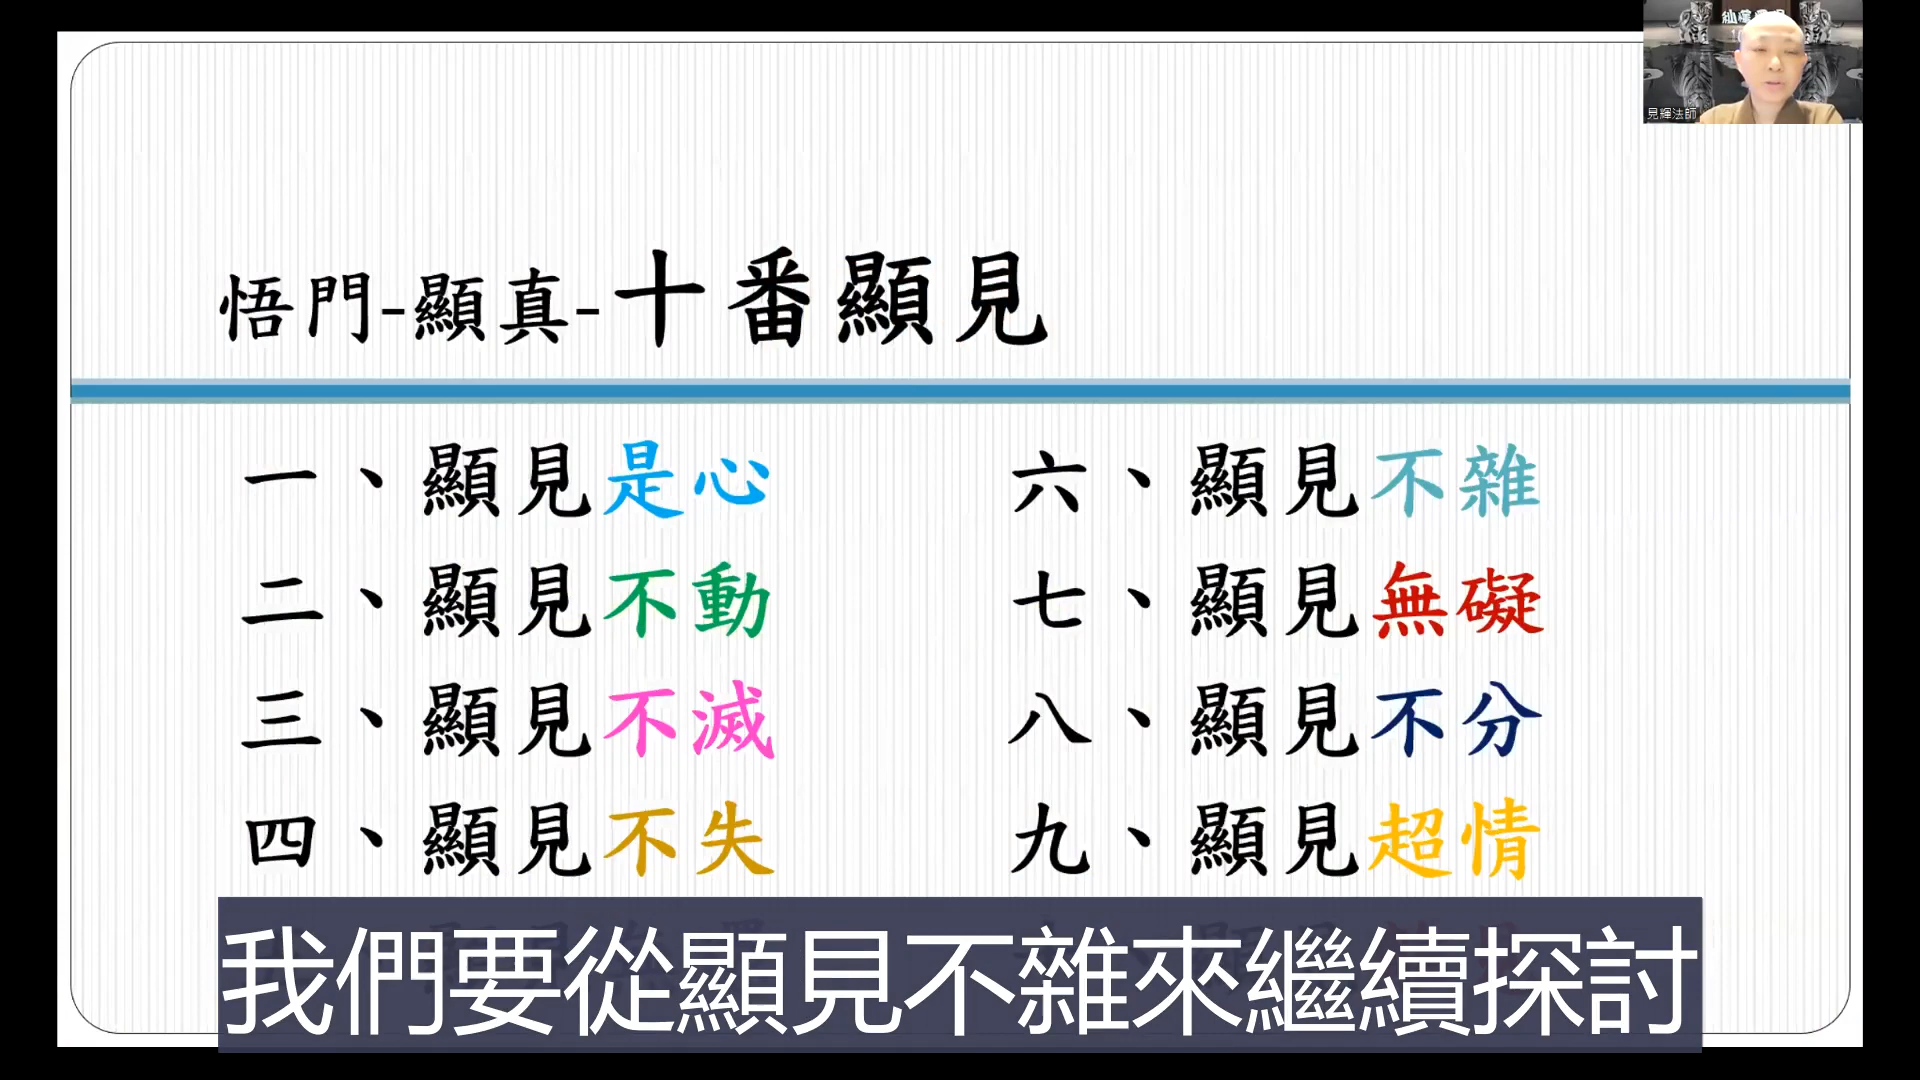 見輝法師
悟門-顯真-十番顯見
一、顯見是心
二、顯見不動
三、顯見不滅
四、顯見不失
六、顯見不雜
七、顯見無礙
八、顯見不分
九、顯見超情
我們要從顯見不雜來繼續探討